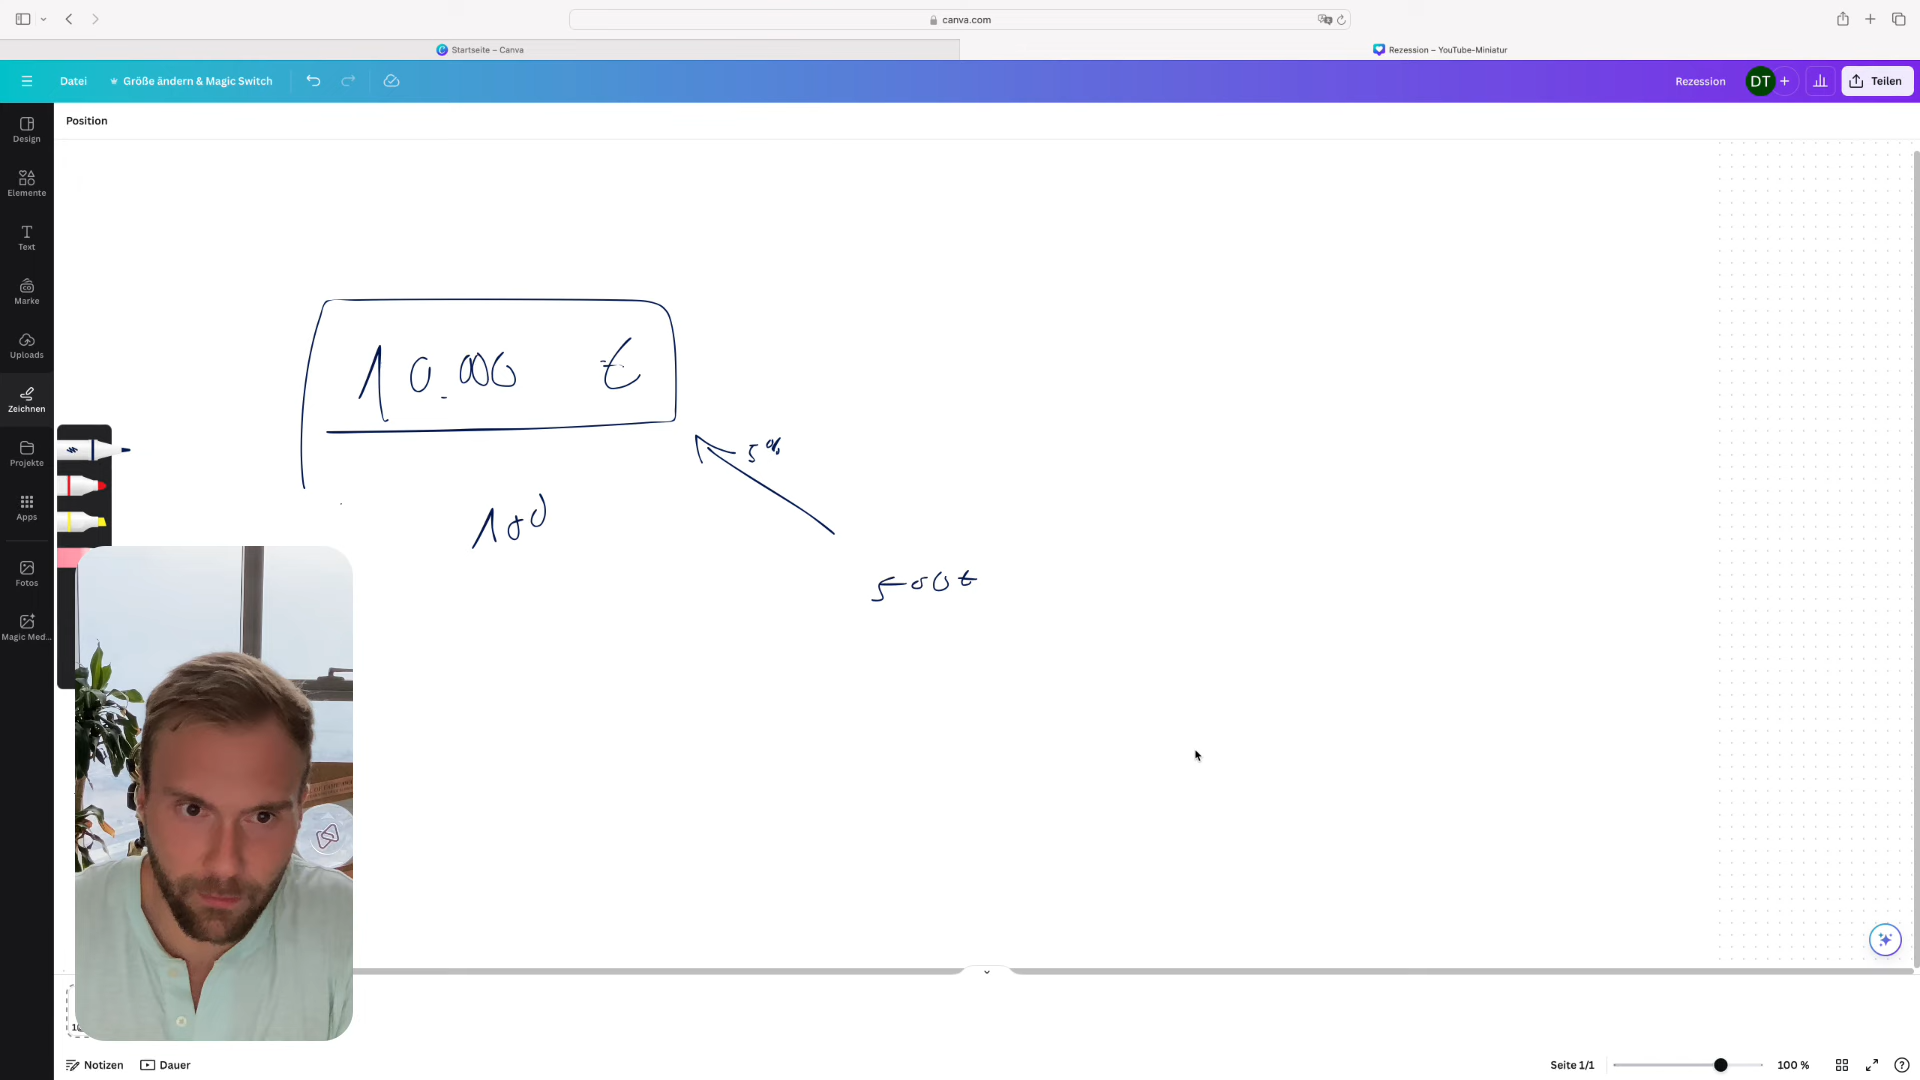 canva.com
Startseite – Canva
Rezession – YouTube-Miniatur
Datei
Größe ändern & Magic Switch
Rezession
DT
Teilen
Position
Design
Elemente
Text
Marke
Uploads
Zeichnen
Projekte
Apps
Fotos
Magic Med...
10.000 €
5%
100
500€
Notizen
Dauer
Seite 1/1
100 %